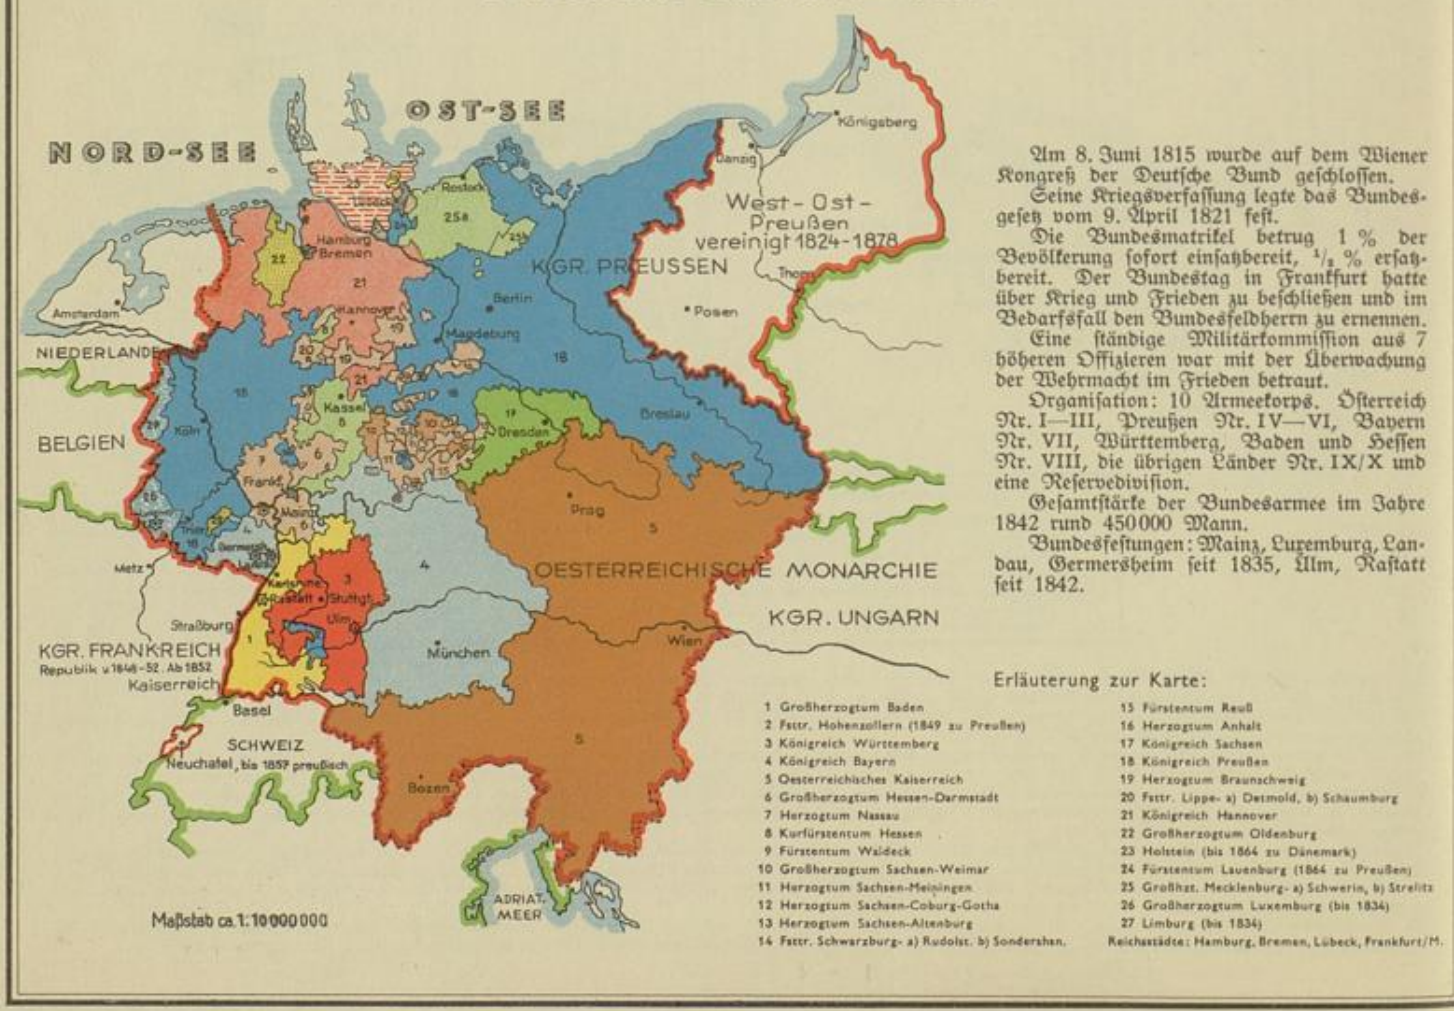 NORD-SEE
OST-SEE
Königsberg
Danzig
West-Ost-
Preußen
vereinigt 1824-1878
Thorn
Posen
KGR. PREUSSEN
Rostock
Lübeck
Hamburg
Bremen
Hannover
Berlin
Magdeburg
Amsterdam
NIEDERLANDE
BELGIEN
Köln
Kassel
Dresden
Breslau
Frankf.
Mainz
Trier
Metz
Germersh.
Karlsruhe
Rastatt
Stuttgt.
Ulm
Straßburg
KGR. FRANKREICH
Republik v. 1848-52. Ab 1852
Kaiserreich
Basel
SCHWEIZ
Neuchatel, bis 1857 preußisch
München
Prag
OESTERREICHISCHE MONARCHIE
KGR. UNGARN
Wien
Bozen
ADRIAT.
MEER
Maßstab ca. 1:10000000
23
25a
25b
24
22
21
8
19
20
19
21
18
18
18
17
27
7
6
8
10
11
15
26
4
6
18
3
4
5
1
5
Am 8. Juni 1815 wurde auf dem Wiener
Kongreß der Deutsche Bund geschlossen.
Seine Kriegsverfassung legte das Bundes-
gesetz vom 9. April 1821 fest.
Die Bundesmatrikel betrug 1 % der
Bevölkerung sofort einsatzbereit, ½ % ersatz-
bereit. Der Bundestag in Frankfurt hatte
über Krieg und Frieden zu beschließen und im
Bedarfsfall den Bundesfeldherrn zu ernennen.
Eine ständige Militärkommission aus 7
höheren Offizieren war mit der Überwachung
der Wehrmacht im Frieden betraut.
Organisation: 10 Armeekorps. Österreich
Nr. I—III, Preußen Nr. IV—VI, Bayern
Nr. VII, Württemberg, Baden und Hessen
Nr. VIII, die übrigen Länder Nr. IX/X und
eine Reservedivision.
Gesamtstärke der Bundesarmee im Jahre
1842 rund 450000 Mann.
Bundesfestungen: Mainz, Luxemburg, Lan-
dau, Germersheim seit 1835, Ulm, Rastatt
seit 1842.
Erläuterung zur Karte:
1 Großherzogtum Baden
2 Fsttr. Hohenzollern (1849 zu Preußen)
3 Königreich Württemberg
4 Königreich Bayern
5 Oesterreichisches Kaiserreich
6 Großherzogtum Hessen-Darmstadt
7 Herzogtum Nassau
8 Kurfürstentum Hessen
9 Fürstentum Waldeck
10 Großherzogtum Sachsen-Weimar
11 Herzogtum Sachsen-Meiningen
12 Herzogtum Sachsen-Coburg-Gotha
13 Herzogtum Sachsen-Altenburg
14 Fsttr. Schwarzburg- a) Rudolst. b) Sondershsn.
15 Fürstentum Reuß
16 Herzogtum Anhalt
17 Königreich Sachsen
18 Königreich Preußen
19 Herzogtum Braunschweig
20 Fsttr. Lippe- a) Detmold, b) Schaumburg
21 Königreich Hannover
22 Großherzogtum Oldenburg
23 Holstein (bis 1864 zu Dänemark)
24 Fürstentum Lauenburg (1864 zu Preußen)
25 Großhzt. Mecklenburg- a) Schwerin, b) Strelitz
26 Großherzogtum Luxemburg (bis 1834)
27 Limburg (bis 1834)
Reichsstädte: Hamburg, Bremen, Lübeck, Frankfurt/M.